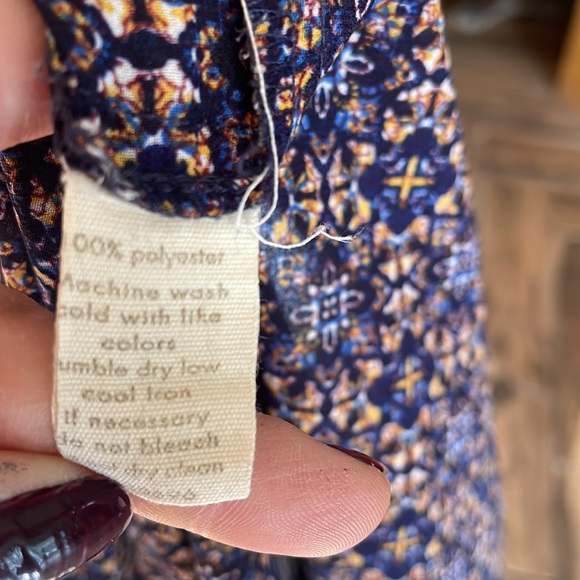 00% polyester
Machine wash
cold with like
colors
umble dry low
cool Iron
If necessary
do not bleach
dry clean